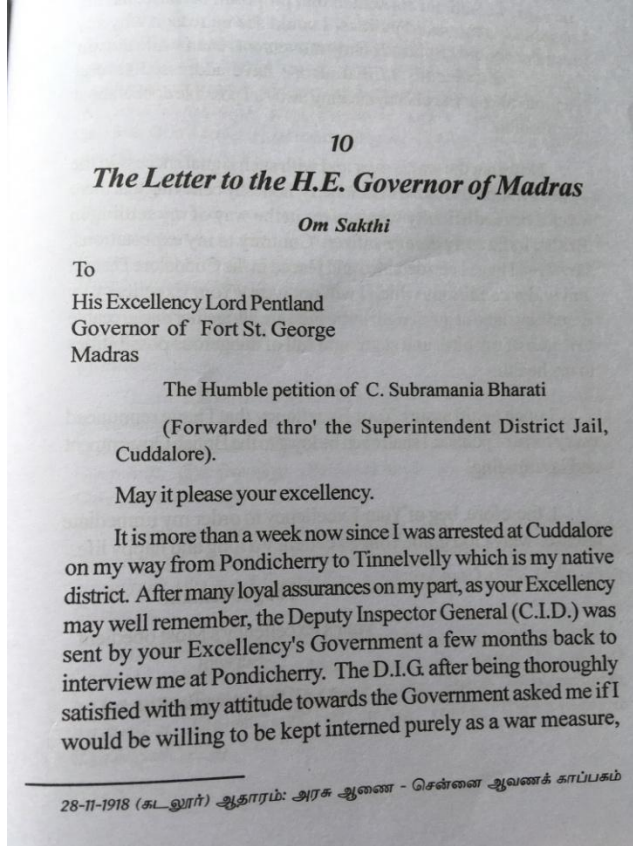 10
The Letter to the H.E. Governor of Madras
Om Sakthi
To
His Excellency Lord Pentland
Governor of Fort St. George
Madras
The Humble petition of C. Subramania Bharati
(Forwarded thro' the Superintendent District Jail,
Cuddalore).
May it please your excellency.
It is more than a week now since I was arrested at Cuddalore
on my way from Pondicherry to Tinnelvelly which is my native
district. After many loyal assurances on my part, as your Excellency
may well remember, the Deputy Inspector General (C.I.D.) was
sent by your Excellency's Government a few months back to
interview me at Pondicherry. The D.I.G. after being thoroughly
satisfied with my attitude towards the Government asked me if I
would be willing to be kept interned purely as a war measure,
28-11-1918 (கடலூர்) ஆதாரம்: அரசு ஆணை - சென்னை ஆவணக் காப்பகம்